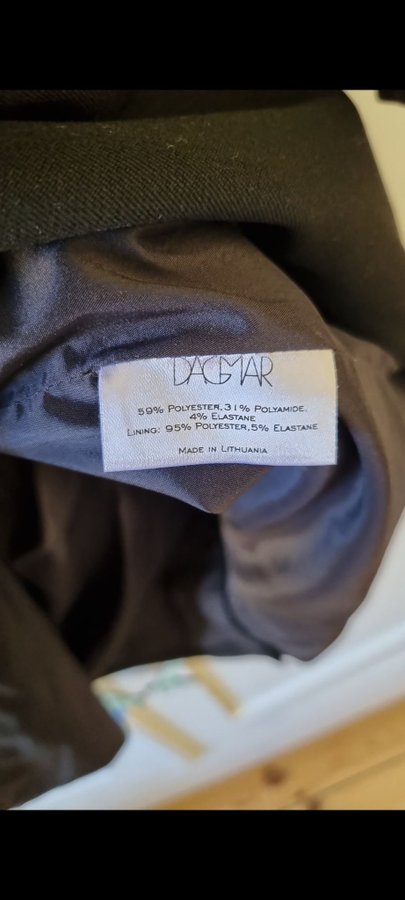 DAGMAR
59% POLYESTER, 31% POLYAMIDE,
4% ELASTANE
LINING: 95% POLYESTER, 5% ELASTANE
MADE IN LITHUANIA